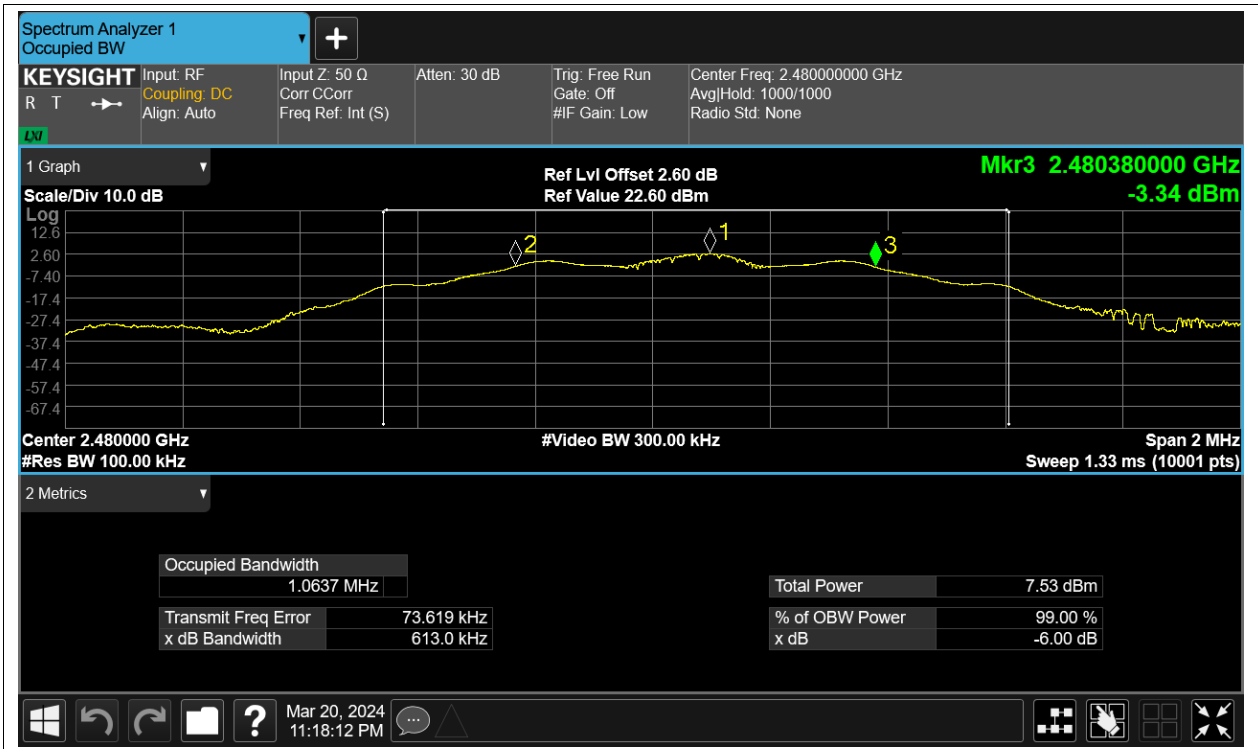 Spectrum Analyzer 1
Occupied BW
KEYSIGHT
R T
LXI
Input: RF
Coupling: DC
Align: Auto
Input Z: 50 Ω
Corr CCorr
Freq Ref: Int (S)
Atten: 30 dB
Trig: Free Run
Gate: Off
#IF Gain: Low
Center Freq: 2.480000000 GHz
Avg|Hold: 1000/1000
Radio Std: None
1 Graph
Scale/Div 10.0 dB
Ref Lvl Offset 2.60 dB
Ref Value 22.60 dBm
Mkr3 2.480380000 GHz
-3.34 dBm
Log
12.6
2.60
-7.40
-17.4
-27.4
-37.4
-47.4
-57.4
-67.4
2
1
3
Center 2.480000 GHz
#Res BW 100.00 kHz
#Video BW 300.00 kHz
Span 2 MHz
Sweep 1.33 ms (10001 pts)
2 Metrics
Occupied Bandwidth
1.0637 MHz
Transmit Freq Error 73.619 kHz
x dB Bandwidth 613.0 kHz
Total Power 7.53 dBm
% of OBW Power 99.00 %
x dB -6.00 dB
?
Mar 20, 2024
11:18:12 PM